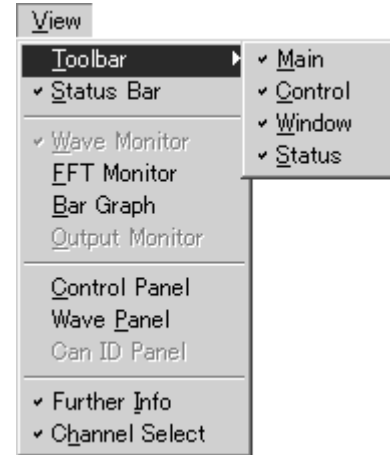 View
Toolbar
Main
Status Bar
Control
Window
Wave Monitor
Status
FFT Monitor
Bar Graph
Output Monitor
Control Panel
Wave Panel
Can ID Panel
Further Info
Channel Select